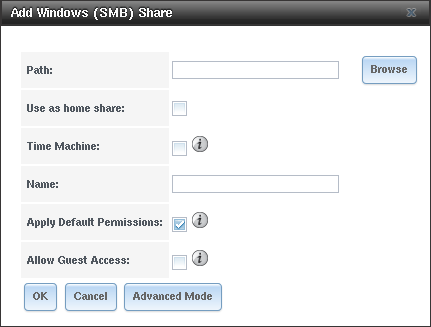 Add Windows (SMB) Share
Path:
Browse
Use as home share:
Time Machine:
Name:
Apply Default Permissions:
Allow Guest Access:
OK Cancel Advanced Mode